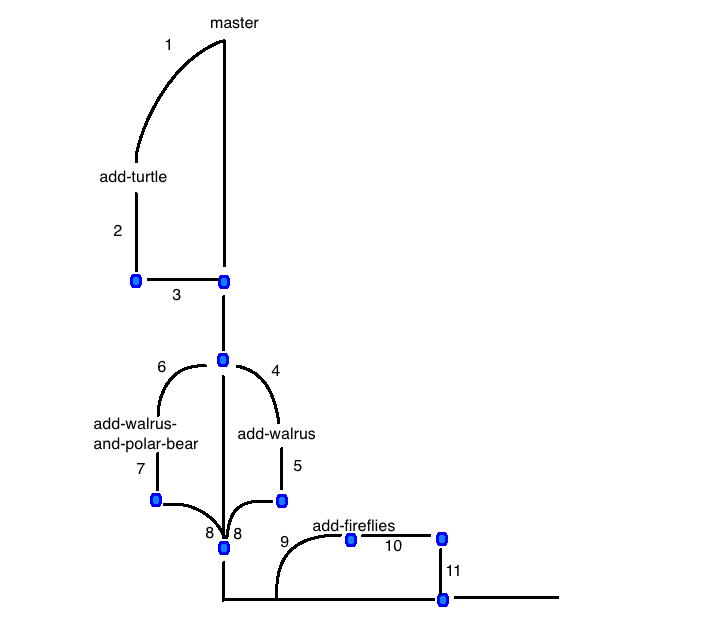 master
1
add-turtle
2
3
6
4
add-walrus-
and-polar-bear
add-walrus
7
5
8
8
add-fireflies
9
10
11